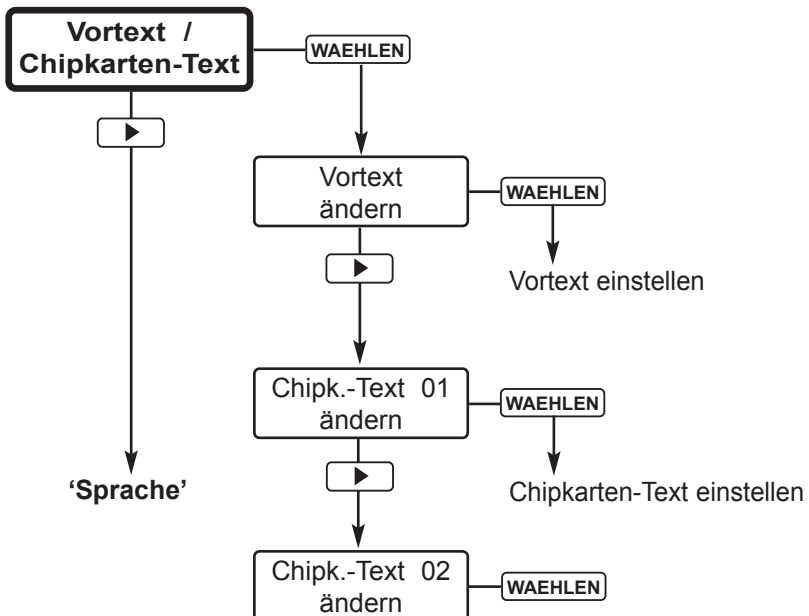 Vortext /
Chipkarten-Text
WAEHLEN
Vortext
ändern
WAEHLEN
Vortext einstellen
Chipk.-Text 01
ändern
WAEHLEN
Chipkarten-Text einstellen
‘Sprache’
Chipk.-Text 02
ändern
WAEHLEN